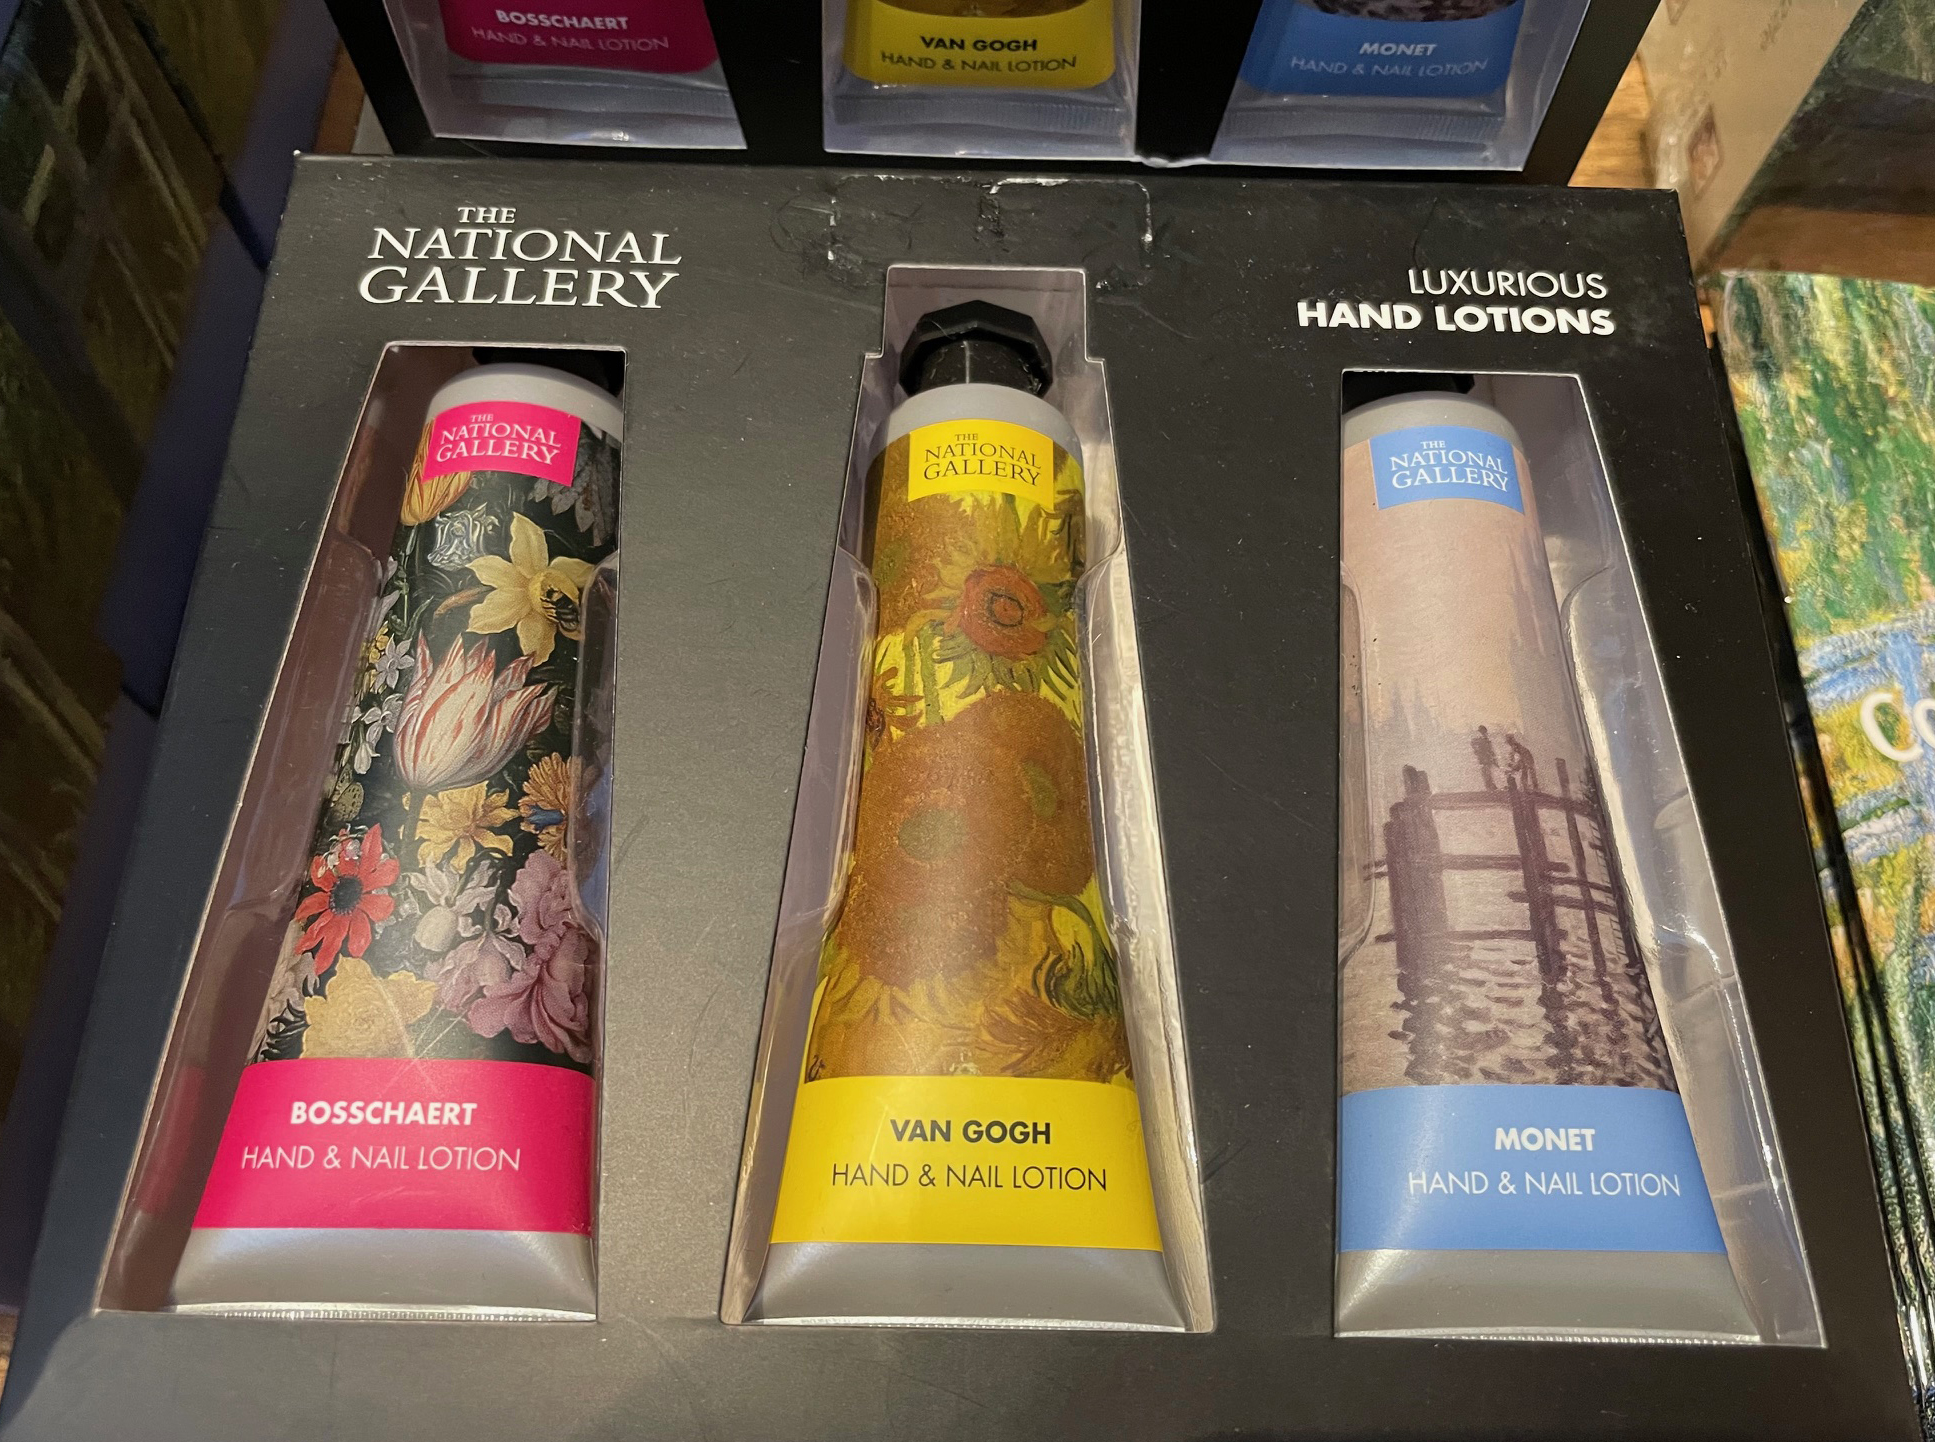 BOSSCHAERT
HAND & NAIL LOTION
VAN GOGH
HAND & NAIL LOTION
MONET
HAND & NAIL LOTION
THE
NATIONAL
GALLERY
LUXURIOUS
HAND LOTIONS
THE
NATIONAL
GALLERY
THE
NATIONAL
GALLERY
THE
NATIONAL
GALLERY
BOSSCHAERT
HAND & NAIL LOTION
VAN GOGH
HAND & NAIL LOTION
MONET
HAND & NAIL LOTION